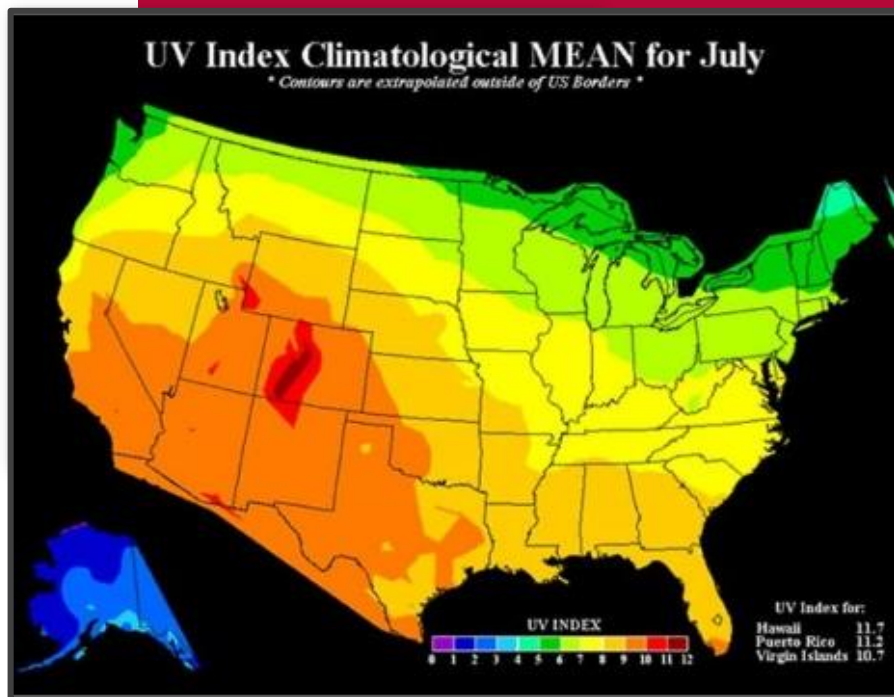 UV Index Climatological MEAN for July
* Contours are extrapolated outside of US Borders *
UV INDEX
0 1 2 3 4 5 6 7 8 9 10 11 12
UV Index for:
Hawaii 11.7
Puerto Rico 11.2
Virgin Islands 10.7